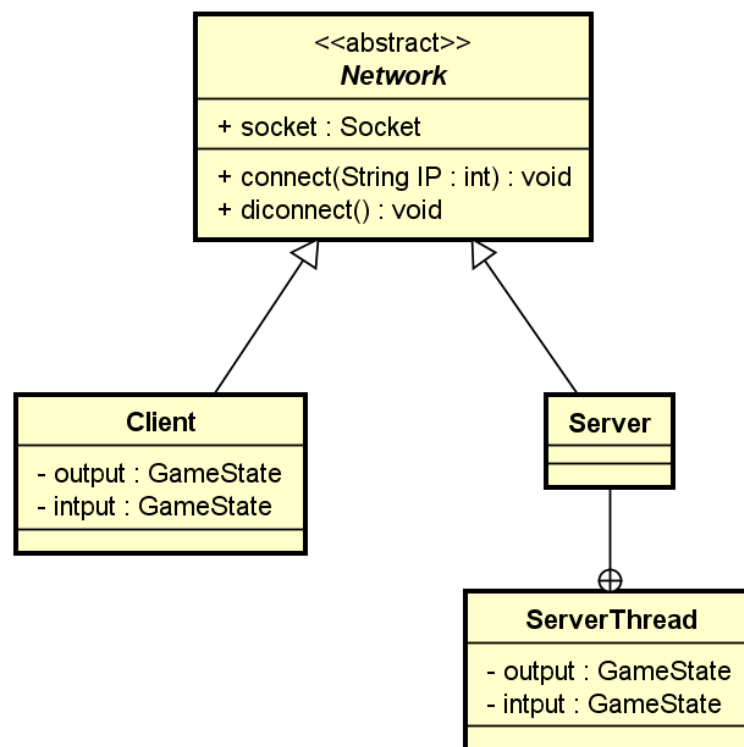 <<abstract>>
Network
+ socket : Socket
+ connect(String IP : int) : void
+ diconnect() : void
Client
- output : GameState
- intput : GameState
Server
ServerThread
- output : GameState
- intput : GameState